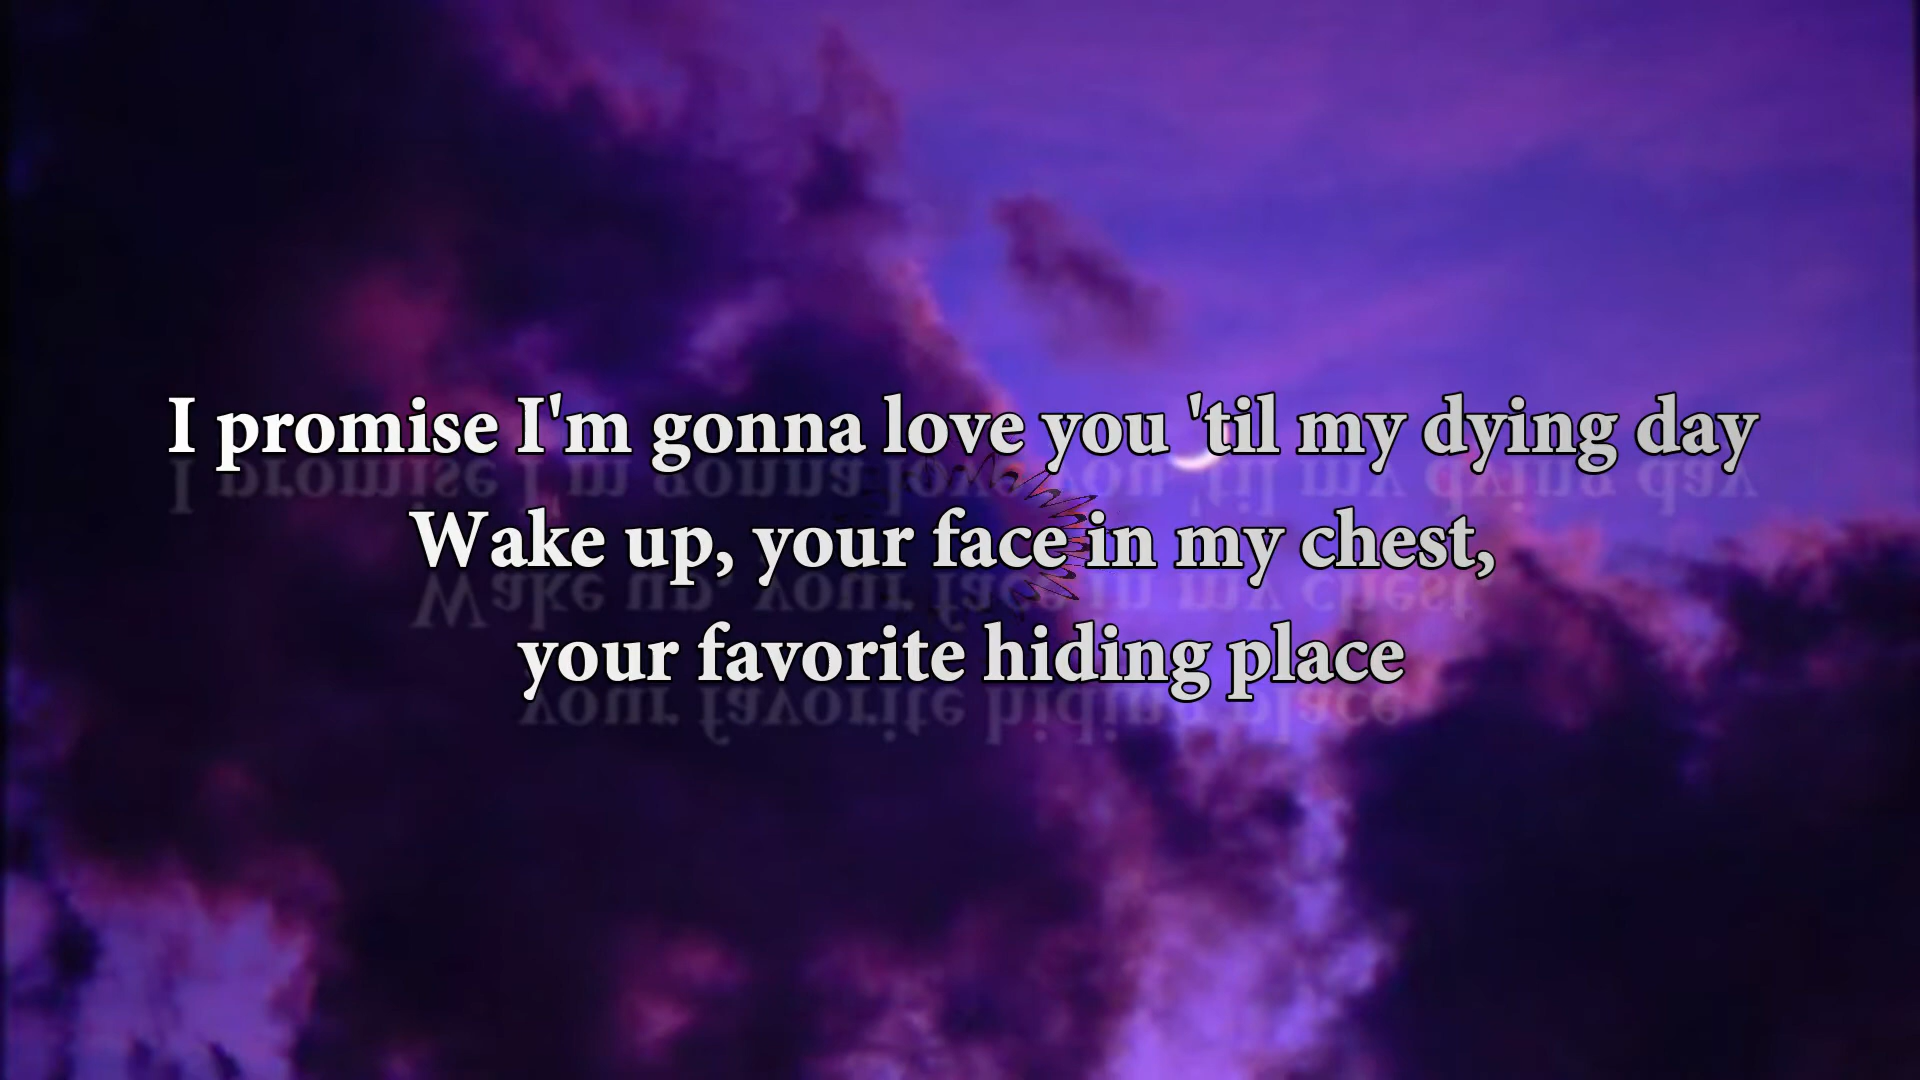 I promise I'm gonna love you 'til my dying day
Wake up, your face in my chest,
your favorite hiding place